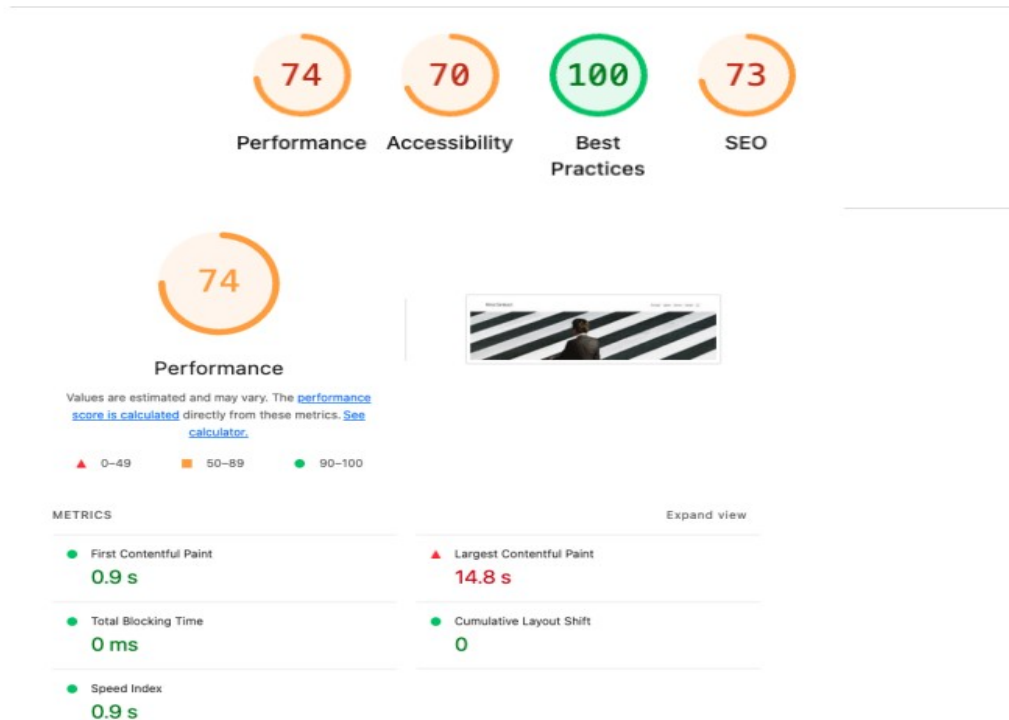 74
70
100
73
Performance
Accessibility
Best
Practices
SEO
74
Performance
Values are estimated and may vary. The performance
score is calculated directly from these metrics. See
calculator.
0–49
50–89
90–100
METRICS
Expand view
First Contentful Paint
0.9 s
Largest Contentful Paint
14.8 s
Total Blocking Time
0 ms
Cumulative Layout Shift
0
Speed Index
0.9 s